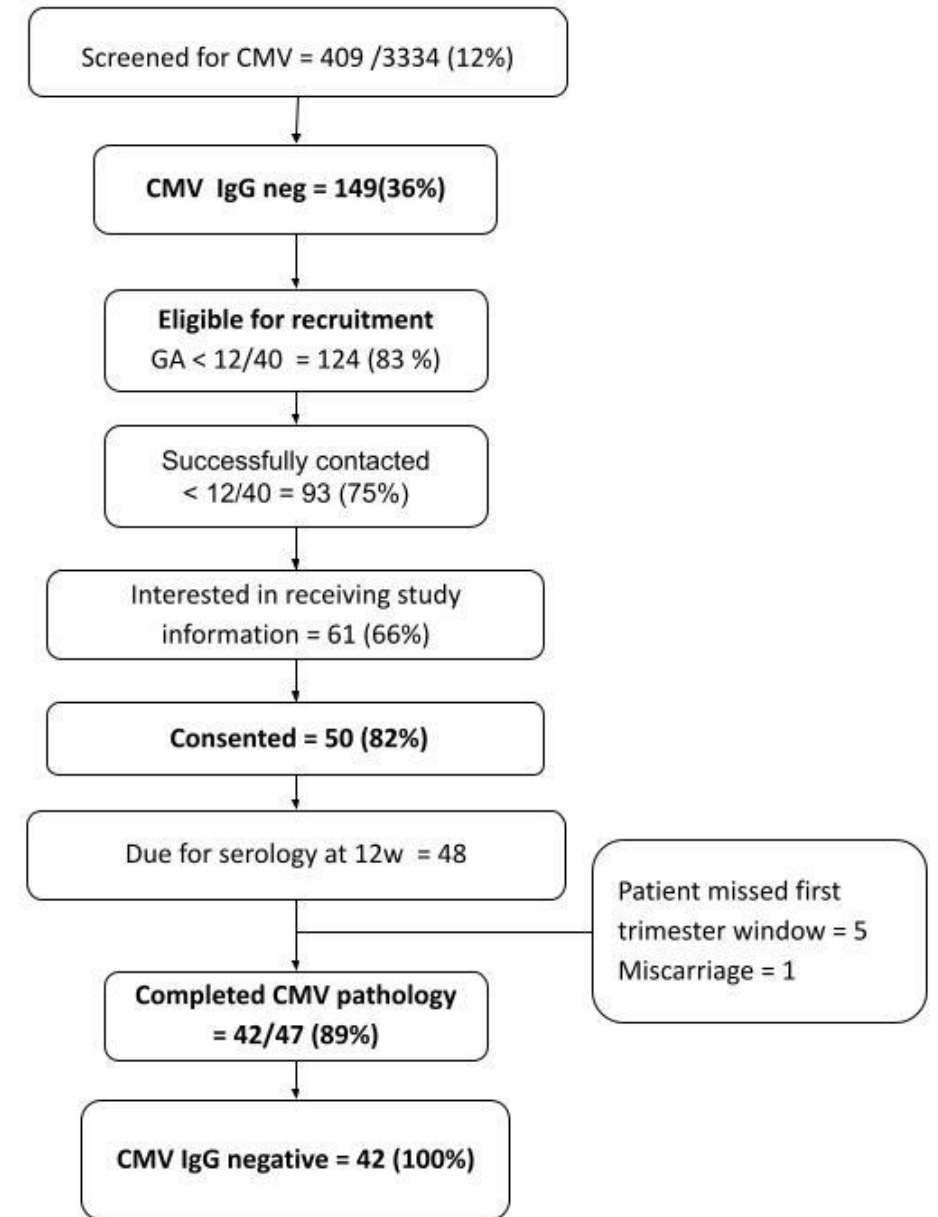 Screened for CMV = 409 /3334 (12%)
CMV IgG neg = 149(36%)
Eligible for recruitment
GA < 12/40 = 124 (83 %)
Successfully contacted
< 12/40 = 93 (75%)
Interested in receiving study
information = 61 (66%)
Consented = 50 (82%)
Due for serology at 12w = 48
Patient missed first
trimester window = 5
Miscarriage = 1
Completed CMV pathology
= 42/47 (89%)
CMV IgG negative = 42 (100%)